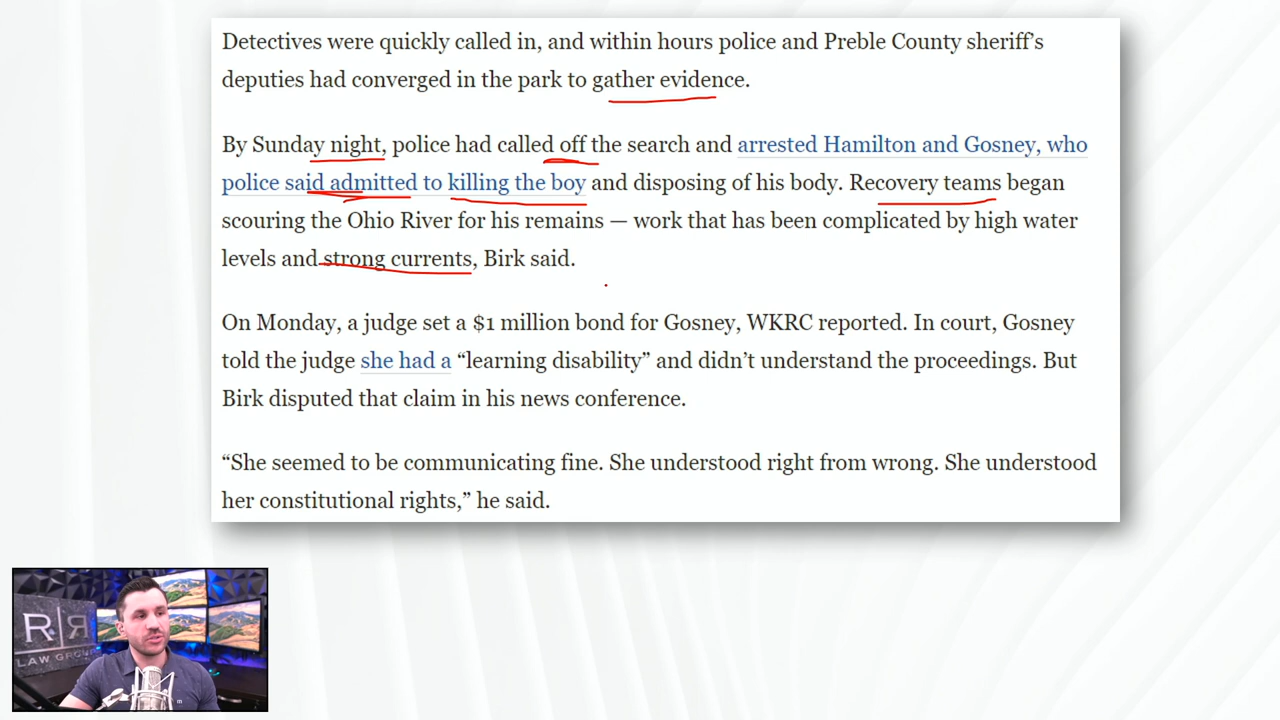 Detectives were quickly called in, and within hours police and Preble County sheriff’s
deputies had converged in the park to gather evidence.
By Sunday night, police had called off the search and arrested Hamilton and Gosney, who
police said admitted to killing the boy and disposing of his body. Recovery teams began
scouring the Ohio River for his remains — work that has been complicated by high water
levels and strong currents, Birk said.
On Monday, a judge set a $1 million bond for Gosney, WKRC reported. In court, Gosney
told the judge she had a “learning disability” and didn’t understand the proceedings. But
Birk disputed that claim in his news conference.
“She seemed to be communicating fine. She understood right from wrong. She understood
her constitutional rights,” he said.
R|R
LAW GROUP